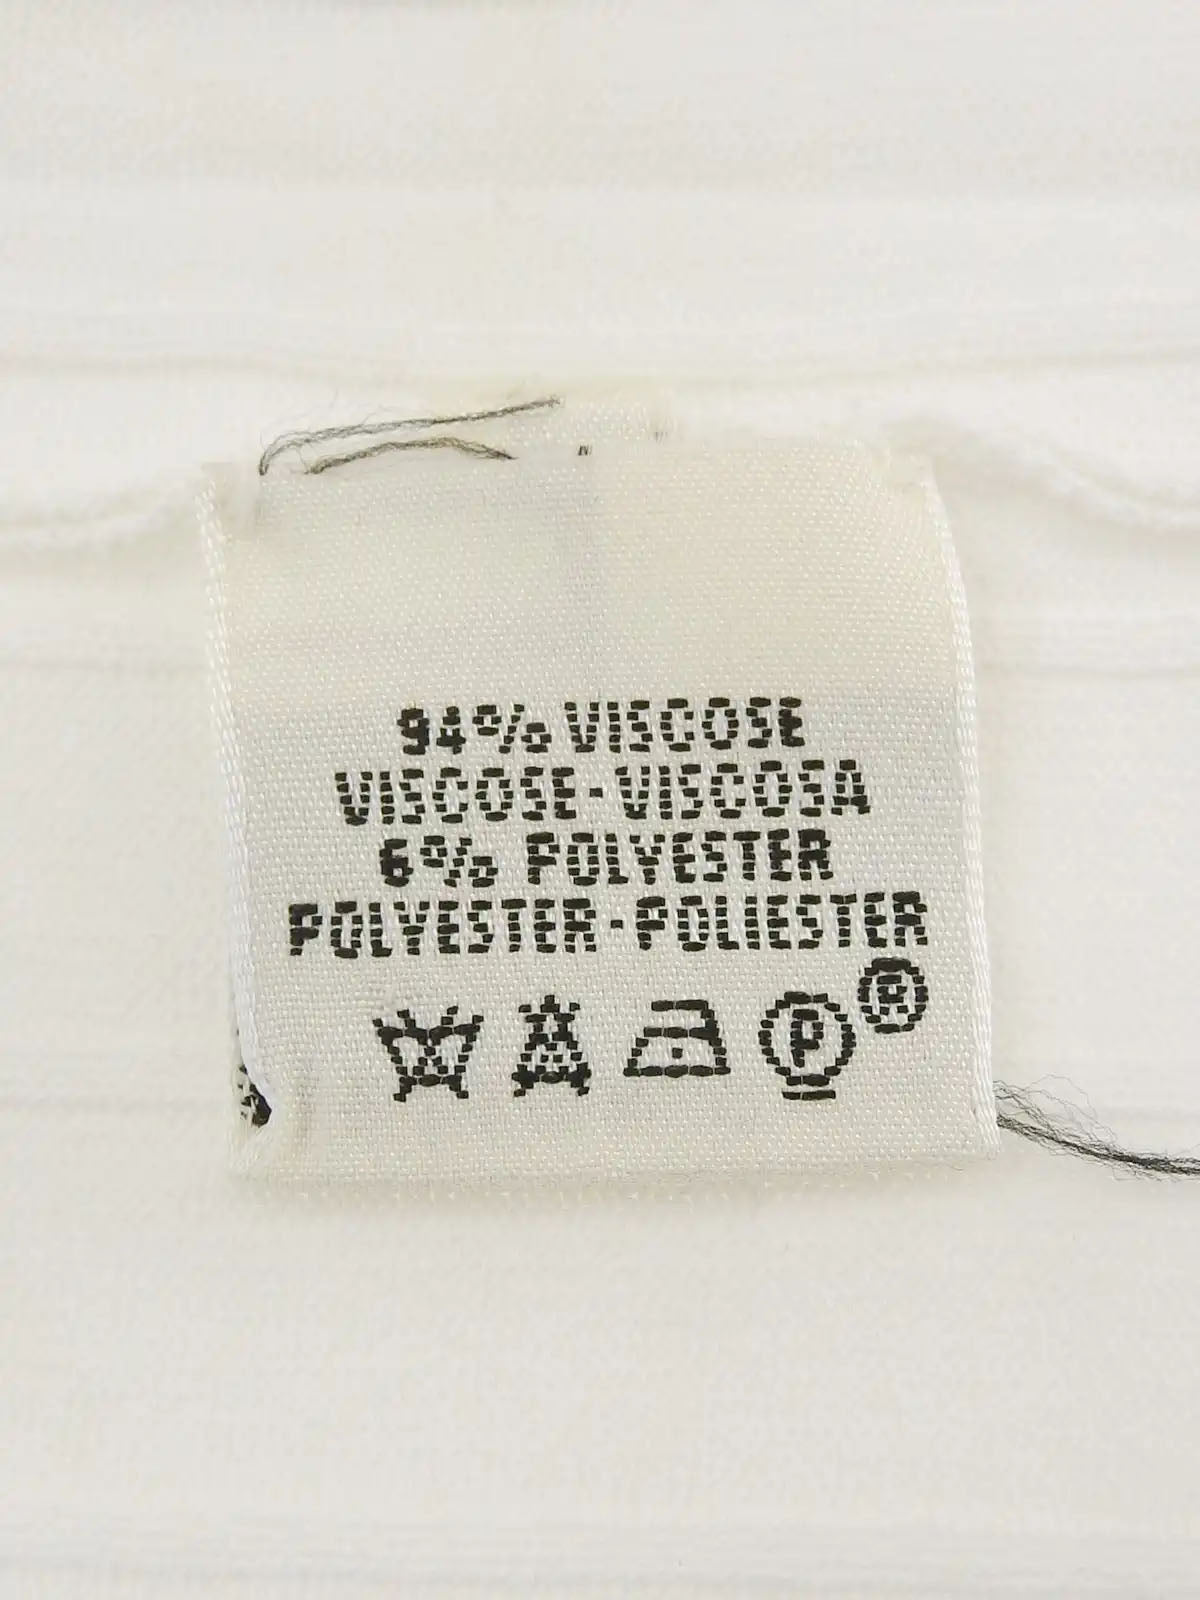 94% VISCOSE
VISCOSE-VISCOSA
6% POLYESTER
POLYESTER-POLIESTER
P ®